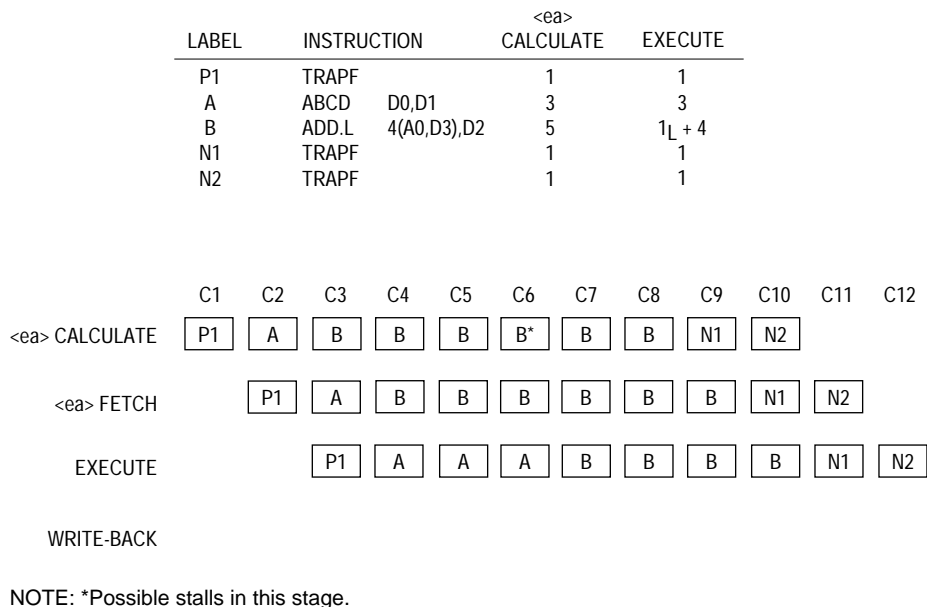 <ea>
LABEL INSTRUCTION CALCULATE EXECUTE
P1 TRAPF 1 1
A ABCD D0,D1 3 3
B ADD.L 4(A0,D3),D2 5 1L + 4
N1 TRAPF 1 1
N2 TRAPF 1 1
C1 C2 C3 C4 C5 C6 C7 C8 C9 C10 C11 C12
<ea> CALCULATE P1 A B B B B* B B N1 N2
<ea> FETCH P1 A B B B B B B N1 N2
EXECUTE P1 A A A B B B B N1 N2
WRITE-BACK
NOTE: *Possible stalls in this stage.